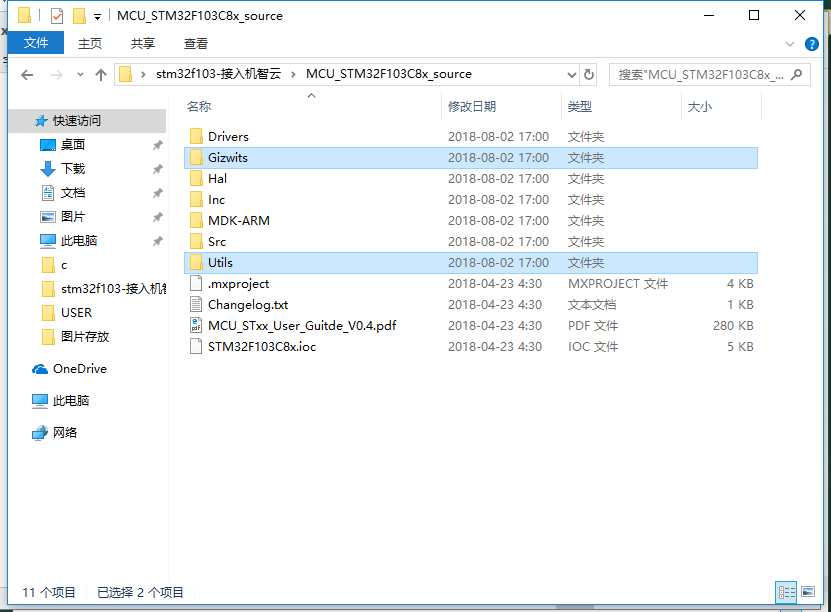 MCU_STM32F103C8x_source
文件 主页 共享 查看
stm32f103-接入机智云 MCU_STM32F103C8x_source 搜索"MCU_STM32F103C8x_...
名称 修改日期 类型 大小
快速访问
桌面
下载
文档
图片
此电脑
c
stm32f103-接入机智
USER
图片存放
OneDrive
此电脑
网络
Drivers 2018-08-02 17:00 文件夹
Gizwits 2018-08-02 17:00 文件夹
Hal 2018-08-02 17:00 文件夹
Inc 2018-08-02 17:00 文件夹
MDK-ARM 2018-08-02 17:00 文件夹
Src 2018-08-02 17:00 文件夹
Utils 2018-08-02 17:00 文件夹
.mxproject 2018-04-23 4:30 MXPROJECT 文件 4 KB
Changelog.txt 2018-04-23 4:30 文本文档 1 KB
MCU_STxx_User_Guitde_V0.4.pdf 2018-04-23 4:30 PDF 文件 280 KB
STM32F103C8x.ioc 2018-04-23 4:30 IOC 文件 5 KB
11 个项目 已选择 2 个项目